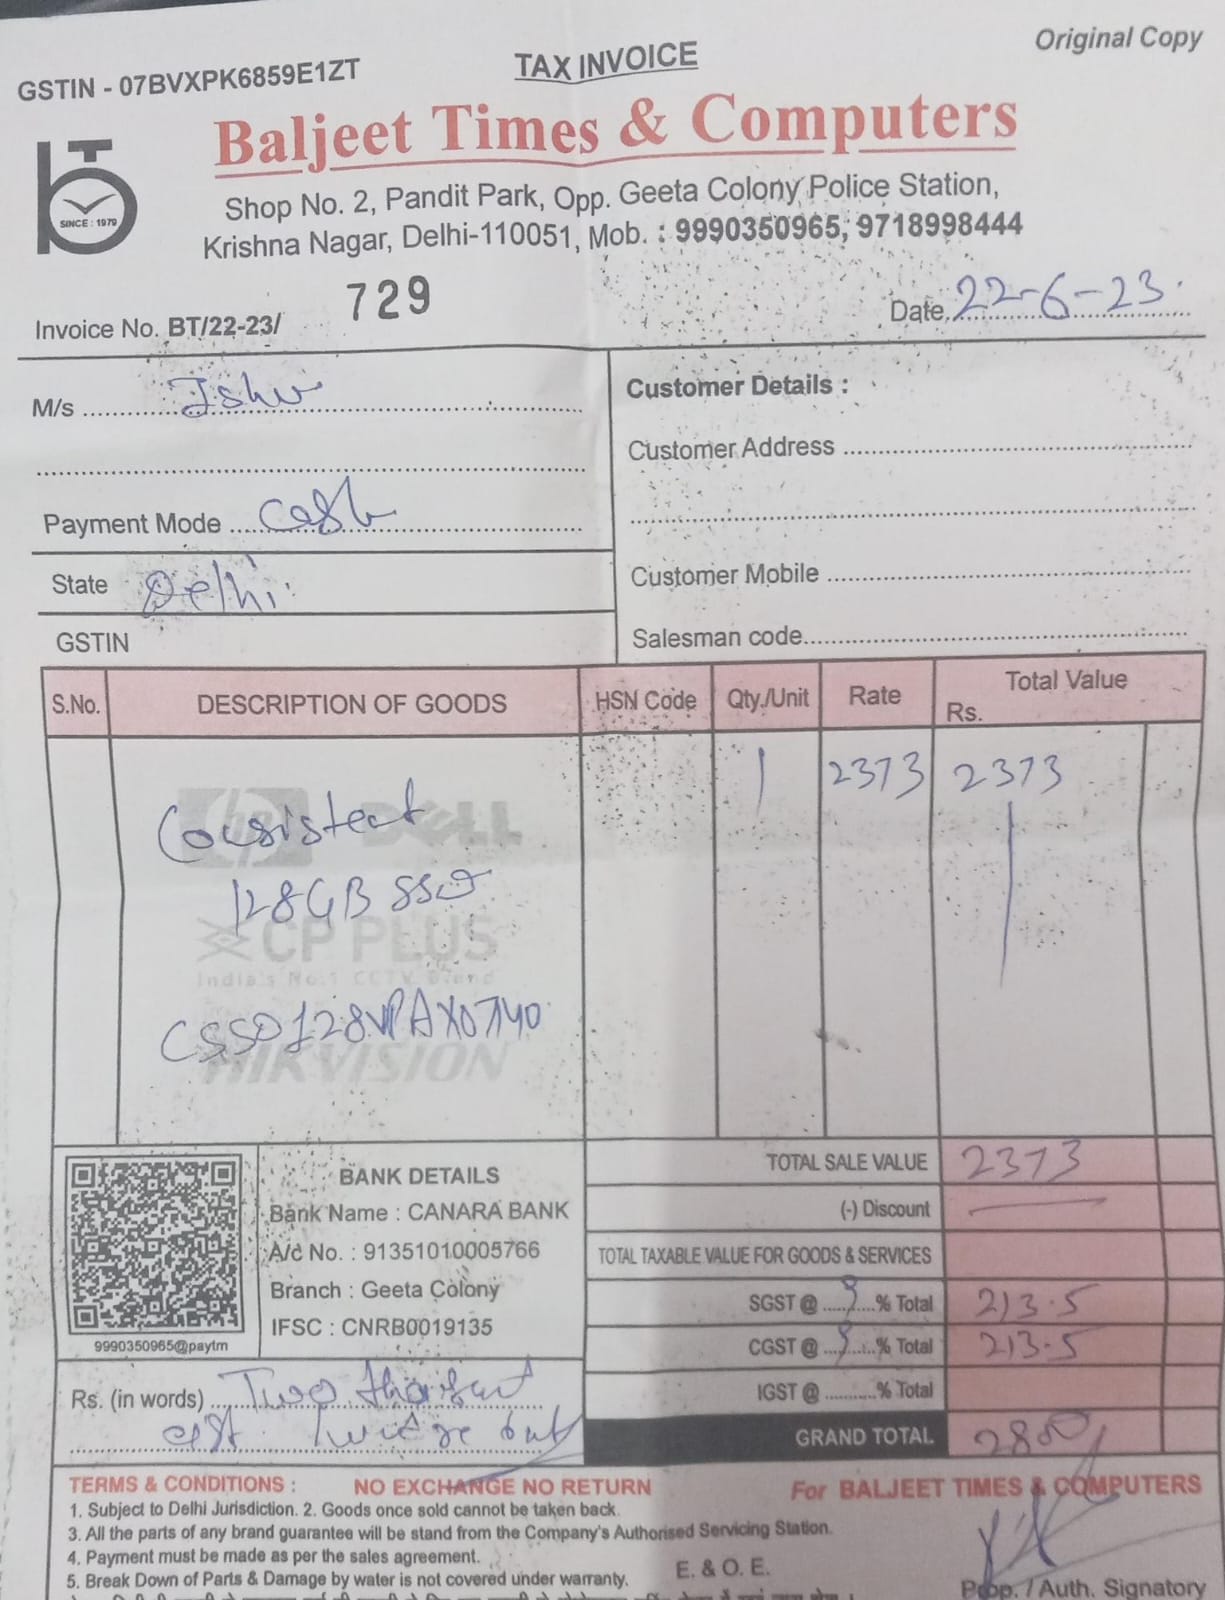 Original Copy
GSTIN - 07BVXPK6859E1ZT
TAX INVOICE
Baljeet Times & Computers
SINCE : 1979
Shop No. 2, Pandit Park, Opp. Geeta Colony Police Station,
Krishna Nagar, Delhi-110051, Mob. : 9990350965, 9718998444
Invoice No. BT/22-23/ 729
Date 22-6-23.
M/s Ishu
Payment Mode Cash
State Delhi
GSTIN
Customer Details :
Customer Address
Customer Mobile
Salesman code
S.No. DESCRIPTION OF GOODS HSN Code Qty./Unit Rate Total Value
Rs.
Consistent 1 2373 2373
128GB SSD
CSSD128VPAX0740
hp DELL
CP PLUS
India's No.1 CCTV Brand
HIKVISION
9990350965@paytm
BANK DETAILS
Bank Name : CANARA BANK
A/c No. : 91351010005766
Branch : Geeta Colony
IFSC : CNRB0019135
TOTAL SALE VALUE 2373
(-) Discount
TOTAL TAXABLE VALUE FOR GOODS & SERVICES
SGST @ 9 % Total 213.5
CGST @ 9 % Total 213.5
IGST @ % Total
GRAND TOTAL 2800
Rs. (in words) Two
TERMS & CONDITIONS : NO EXCHANGE NO RETURN
1. Subject to Delhi Jurisdiction. 2. Goods once sold cannot be taken back.
3. All the parts of any brand guarantee will be stand from the Company's Authorised Servicing Station.
4. Payment must be made as per the sales agreement.
5. Break Down of Parts & Damage by water is not covered under warranty.
E. & O. E.
For BALJEET TIMES & COMPUTERS
Prop. / Auth. Signatory